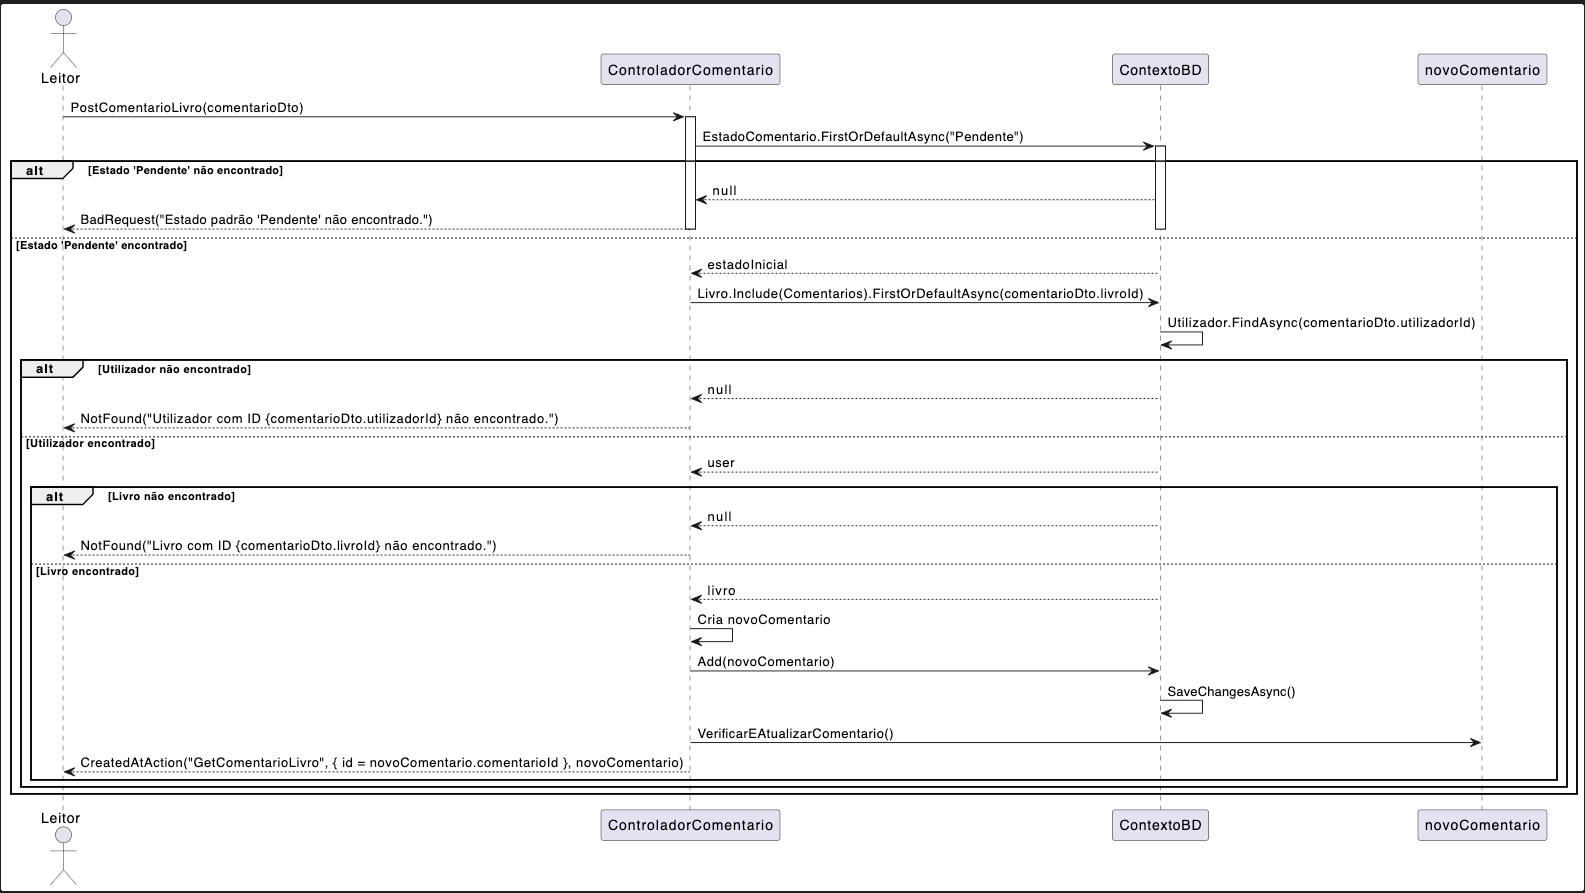 Leitor
ControladorComentario
ContextoBD
novoComentario
PostComentarioLivro(comentarioDto)
EstadoComentario.FirstOrDefaultAsync("Pendente")
alt
[Estado 'Pendente' não encontrado]
null
BadRequest("Estado padrão 'Pendente' não encontrado.")
[Estado 'Pendente' encontrado]
estadoInicial
Livro.Include(Comentarios).FirstOrDefaultAsync(comentarioDto.livroId)
Utilizador.FindAsync(comentarioDto.utilizadorId)
alt
[Utilizador não encontrado]
null
NotFound("Utilizador com ID {comentarioDto.utilizadorId} não encontrado.")
[Utilizador encontrado]
user
alt
[Livro não encontrado]
null
NotFound("Livro com ID {comentarioDto.livroId} não encontrado.")
[Livro encontrado]
livro
Cria novoComentario
Add(novoComentario)
SaveChangesAsync()
VerificarEAtualizarComentario()
CreatedAtAction("GetComentarioLivro", { id = novoComentario.comentarioId }, novoComentario)
Leitor
ControladorComentario
ContextoBD
novoComentario